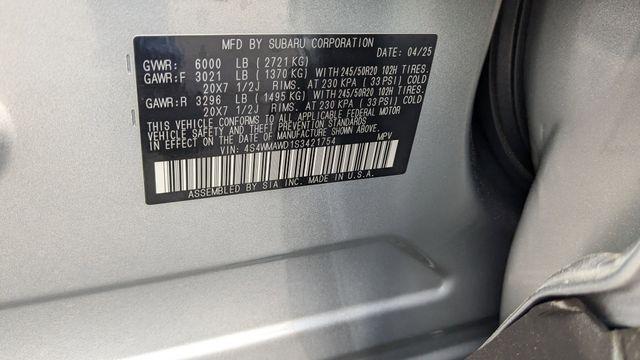 MFD BY SUBARU CORPORATION
DATE: 04/25
GVWR: 6000 LB ( 2721 KG)
GAWR:F 3021 LB ( 1370 KG) WITH 245/50R20 102H TIRES.
20X7 1/2J RIMS. AT 230 KPA ( 33 PSI) COLD
GAWR:R 3296 LB ( 1495 KG) WITH 245/50R20 102H TIRES.
20X7 1/2J RIMS. AT 230 KPA ( 33 PSI) COLD
THIS VEHICLE CONFORMS TO ALL APPLICABLE FEDERAL MOTOR
VEHICLE SAFETY AND THEFT PREVENTION STANDARDS
IN EFFECT ON THE DATE OF MANUFACTURE SHOWN ABOVE.
VIN: 4S4WMAWD1S3421754 MPV
ASSEMBLED BY SIA INC. MADE IN U.S.A.